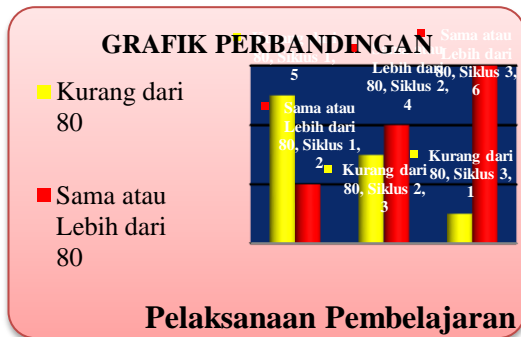 GRAFIK PERBANDINGAN
Kurang dari
80
Sama atau
Lebih dari
80
80, Siklus 1,
5
Sama atau
Lebih dari
80, Siklus 1,
2
Lebih dari
80, Siklus 2,
4
Kurang dari
80, Siklus 2,
3
Sama atau
Lebih dari
80, Siklus 3,
6
Kurang dari
80, Siklus 3,
1
Pelaksanaan Pembelajaran